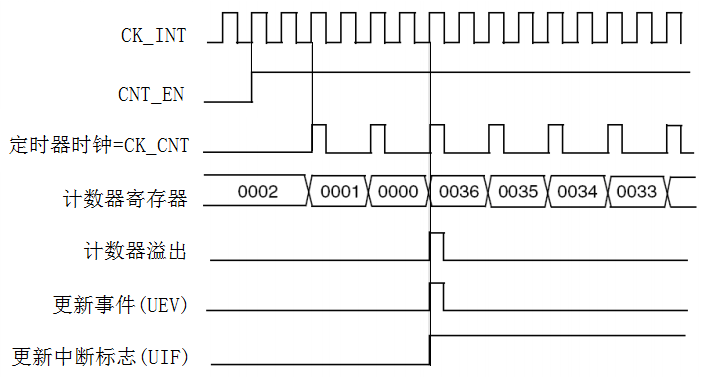 CK_INT
CNT_EN
定时器时钟=CK_CNT
计数器寄存器 0002 0001 0000 0036 0035 0034 0033
计数器溢出
更新事件(UEV)
更新中断标志(UIF)